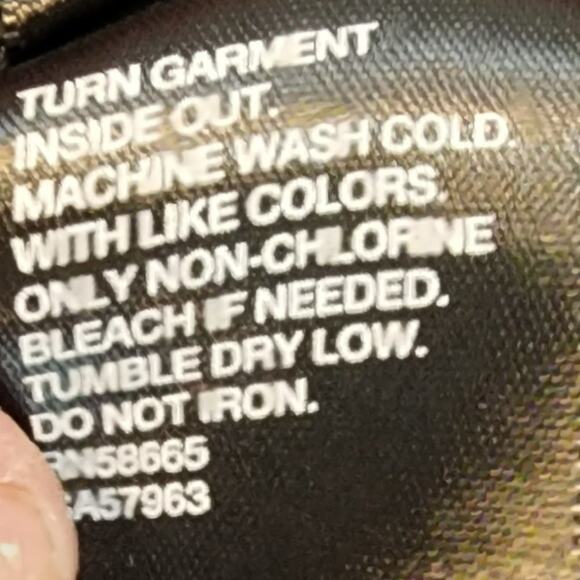 TURN GARMENT
INSIDE OUT.
MACHINE WASH COLD.
WITH LIKE COLORS.
ONLY NON-CHLORINE
BLEACH IF NEEDED.
TUMBLE DRY LOW.
DO NOT IRON.
RN58665
CA57963